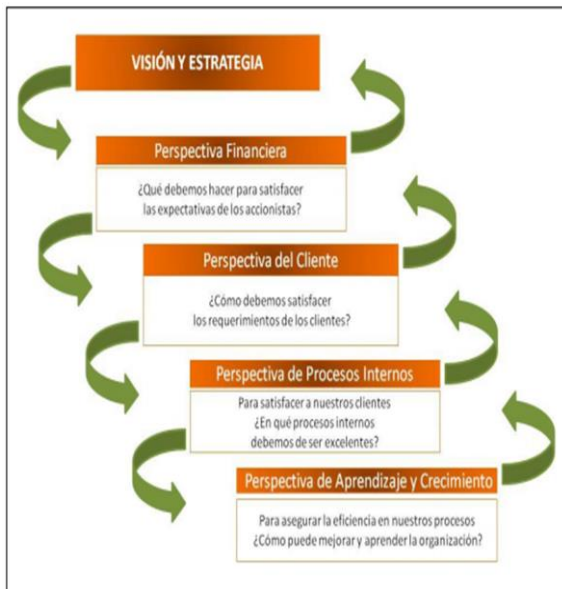 VISIÓN Y ESTRATEGIA
Perspectiva Financiera
¿Qué debemos hacer para satisfacer
las expectativas de los accionistas?
Perspectiva del Cliente
¿Cómo debemos satisfacer
los requerimientos de los clientes?
Perspectiva de Procesos Internos
Para satisfacer a nuestros clientes
¿En qué procesos internos
debemos de ser excelentes?
Perspectiva de Aprendizaje y Crecimiento
Para asegurar la eficiencia en nuestros procesos
¿Cómo puede mejorar y aprender la organización?